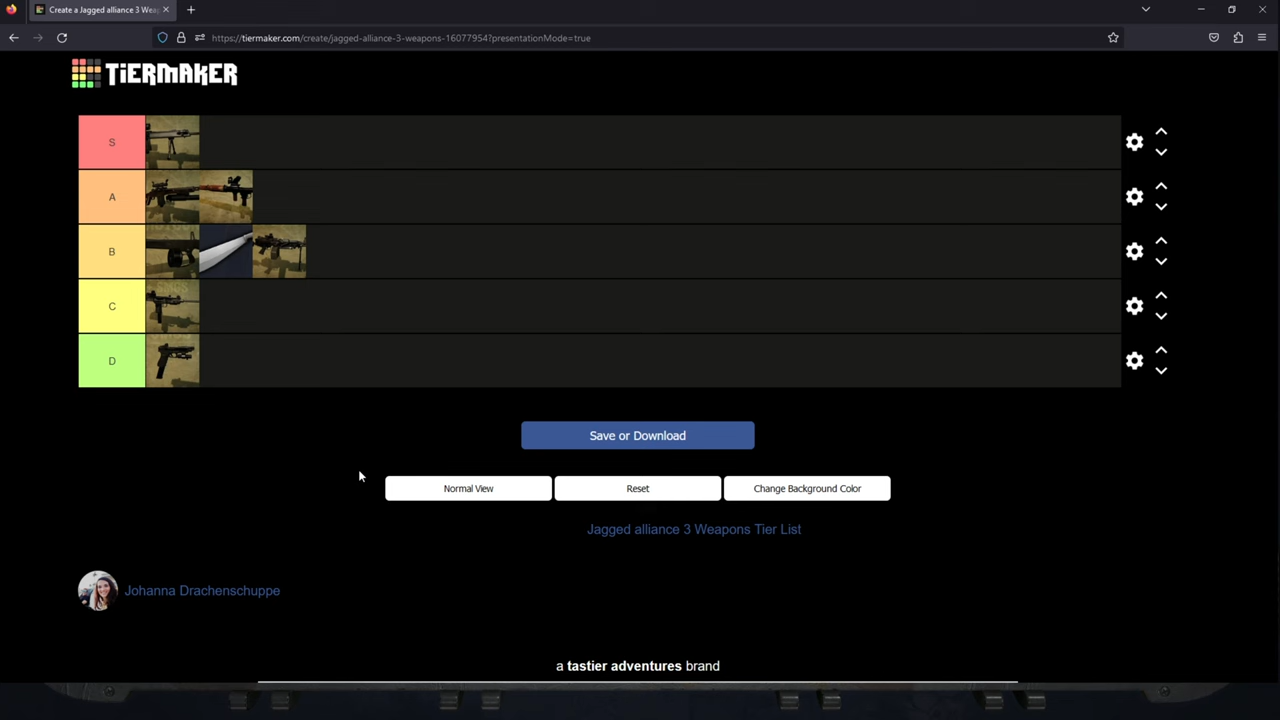 Create a Jagged alliance 3 Wea
https://tiermaker.com/create/jagged-alliance-3-weapons-16077954?presentationMode=true
TiERMAKER
S
A
B
C
D
Save or Download
Normal View
Reset
Change Background Color
Jagged alliance 3 Weapons Tier List
Johanna Drachenschuppe
a tastier adventures brand